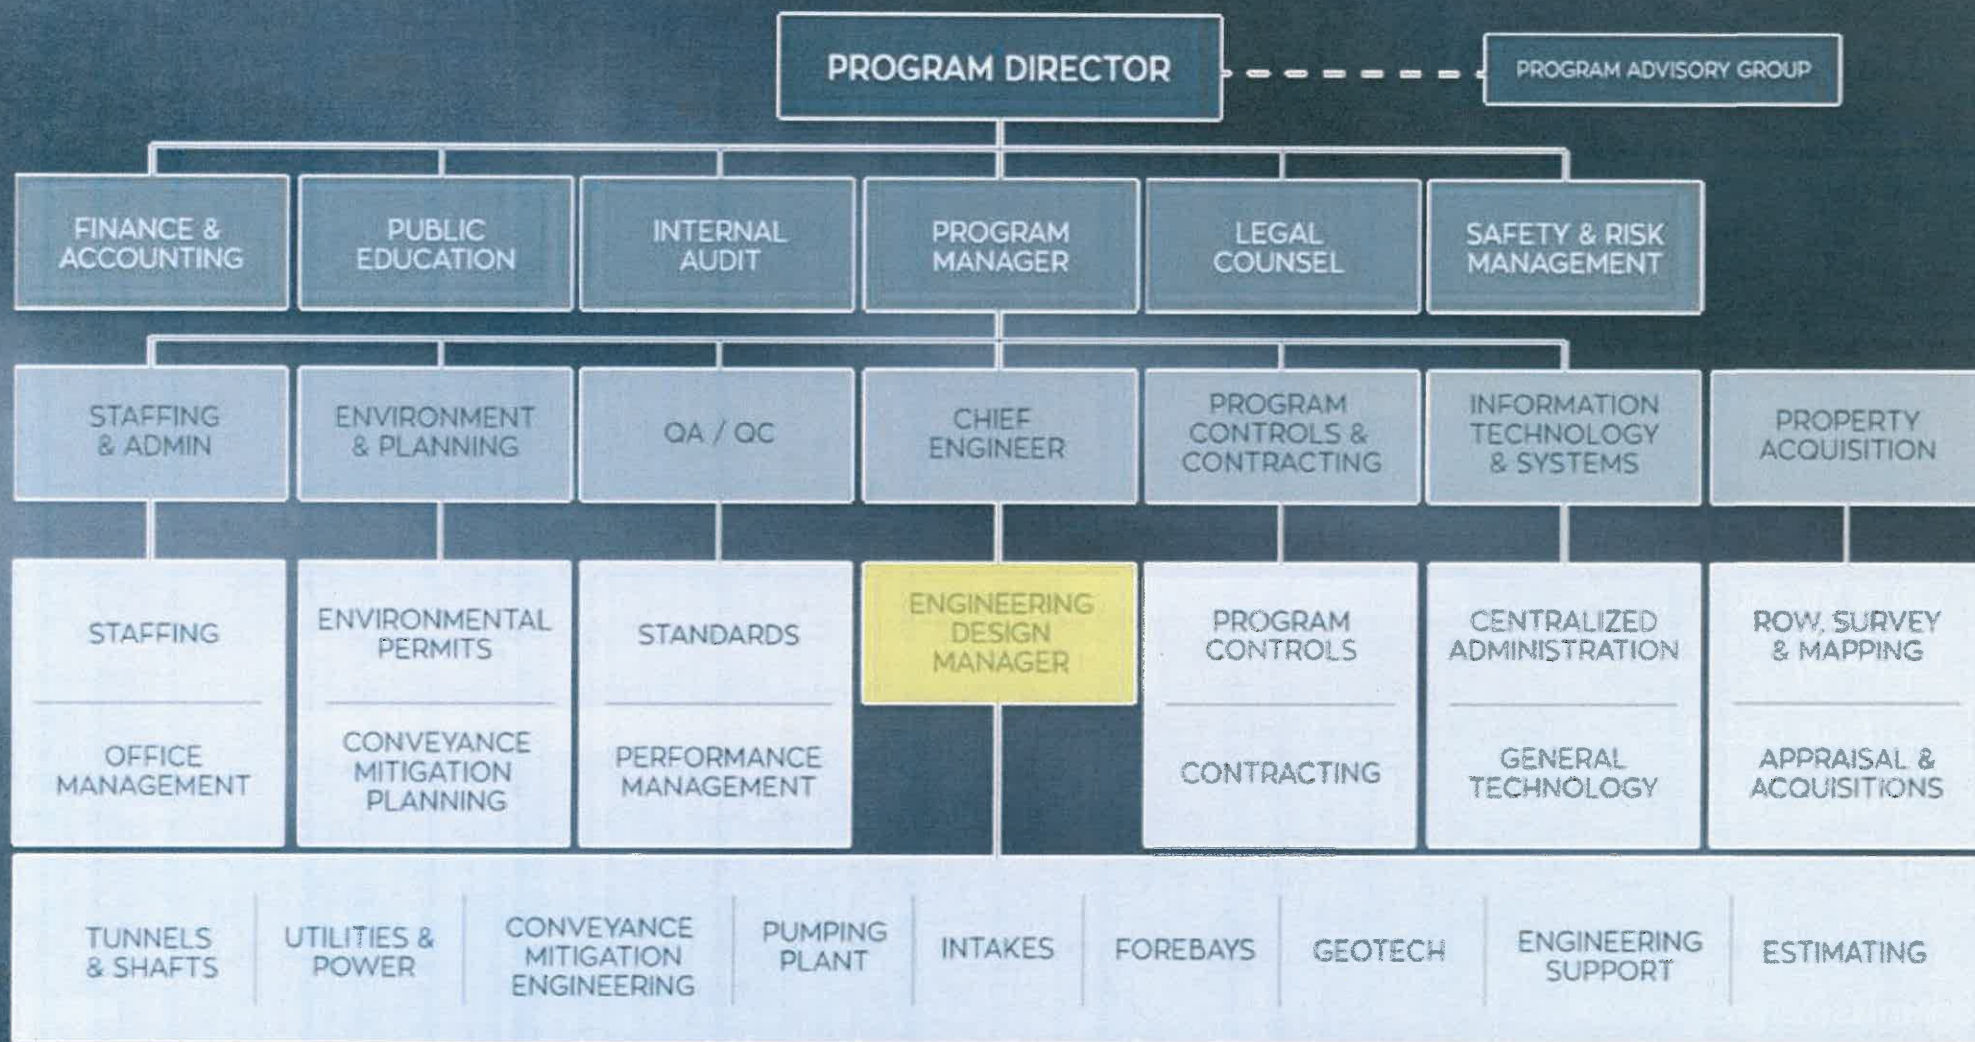 PROGRAM DIRECTOR
PROGRAM ADVISORY GROUP
FINANCE &
ACCOUNTING
PUBLIC
EDUCATION
INTERNAL
AUDIT
PROGRAM
MANAGER
LEGAL
COUNSEL
SAFETY & RISK
MANAGEMENT
STAFFING
& ADMIN
ENVIRONMENT
& PLANNING
QA / QC
CHIEF
ENGINEER
PROGRAM
CONTROLS &
CONTRACTING
INFORMATION
TECHNOLOGY
& SYSTEMS
PROPERTY
ACQUISITION
STAFFING
OFFICE
MANAGEMENT
ENVIRONMENTAL
PERMITS
CONVEYANCE
MITIGATION
PLANNING
STANDARDS
PERFORMANCE
MANAGEMENT
ENGINEERING
DESIGN
MANAGER
PROGRAM
CONTROLS
CONTRACTING
CENTRALIZED
ADMINISTRATION
GENERAL
TECHNOLOGY
ROW, SURVEY
& MAPPING
APPRAISAL &
ACQUISITIONS
TUNNELS
& SHAFTS
UTILITIES &
POWER
CONVEYANCE
MITIGATION
ENGINEERING
PUMPING
PLANT
INTAKES
FOREBAYS
GEOTECH
ENGINEERING
SUPPORT
ESTIMATING